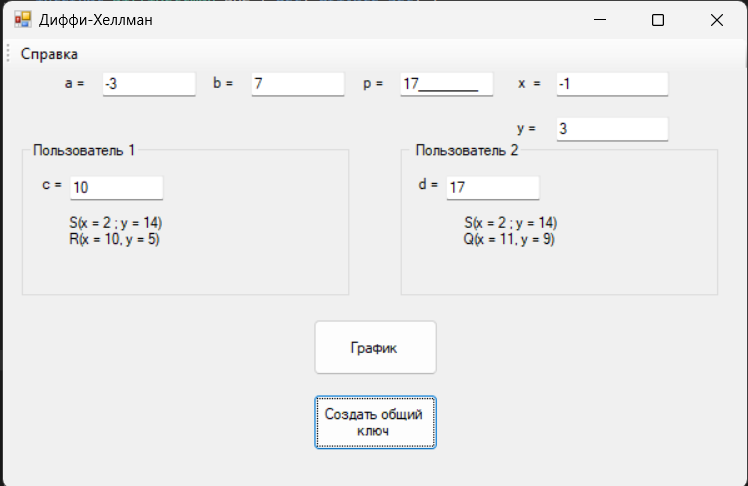 Диффи-Хеллман
Справка
a = -3 b = 7 p = 17________ x = -1
y = 3
Пользователь 1
c = 10
S(x = 2 ; y = 14)
R(x = 10, y = 5)
Пользователь 2
d = 17
S(x = 2 ; y = 14)
Q(x = 11, y = 9)
График
Создать общий
ключ